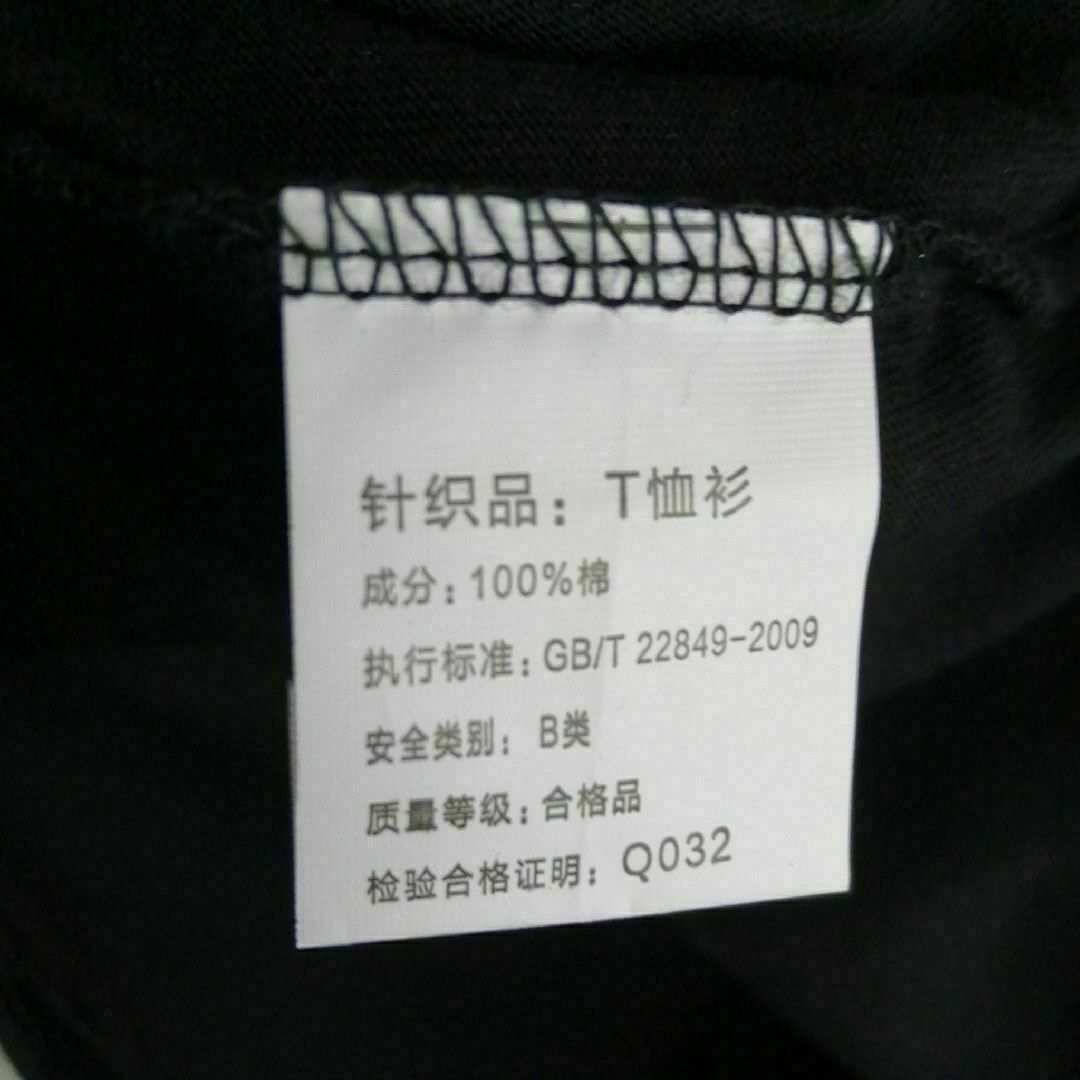 针织品：T恤衫
成分：100%棉
执行标准：GB/T 22849-2009
安全类别：B类
质量等级：合格品
检验合格证明：Q032